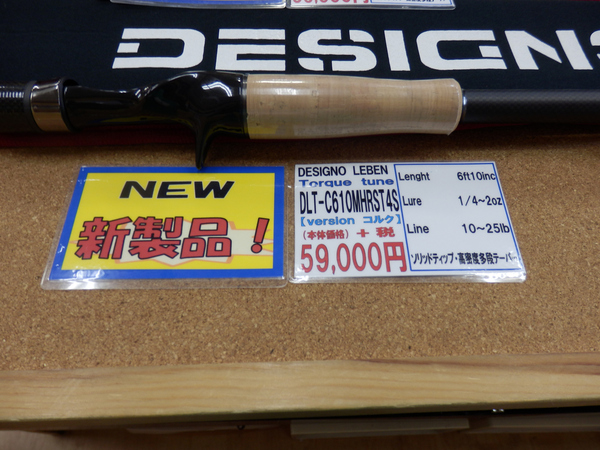 DESIGN
NEW
新製品！
DESIGNO LEBEN
Torque tune
DLT-C610MHRST4S
【version コルク】
(本体価格) + 税
59,000円
Lenght 6ft10inc
Lure 1/4~2oz
Line 10~25lb
ソリッドティップ・高密度多段テーパー